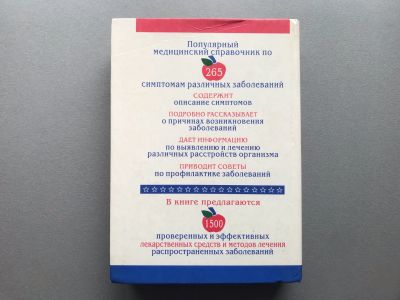 Популярный
медицинский справочник по
265
симптомам различных заболеваний
СОДЕРЖИТ
описание симптомов
ПОДРОБНО РАССКАЗЫВАЕТ
о причинах возникновения
заболеваний
ДАЕТ ИНФОРМАЦИЮ
по выявлению и лечению
различных расстройств организма
ПРИВОДИТ СОВЕТЫ
по профилактике заболеваний
В книге предлагаются
1500
проверенных и эффективных
лекарственных средств и методов лечения
распространенных заболеваний